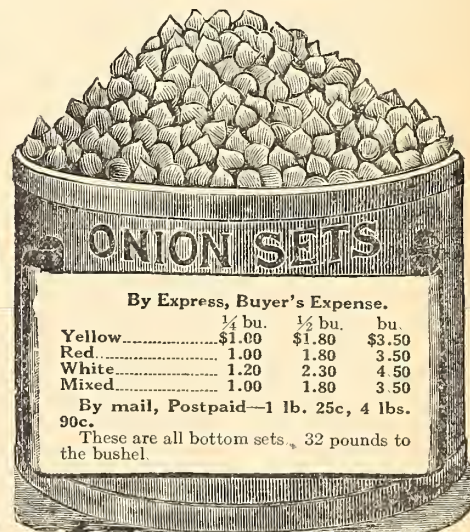 ONION SETS
By Express, Buyer's Expense.
¼ bu. ½ bu. bu.
Yellow................... $1.00 $1.80 $3.50
Red...................... 1.00 1.80 3.50
White.................... 1.20 2.30 4.50
Mixed.................... 1.00 1.80 3.50
By mail, Postpaid—1 lb. 25c, 4 lbs.
90c.
These are all bottom sets. 32 pounds to
the bushel.